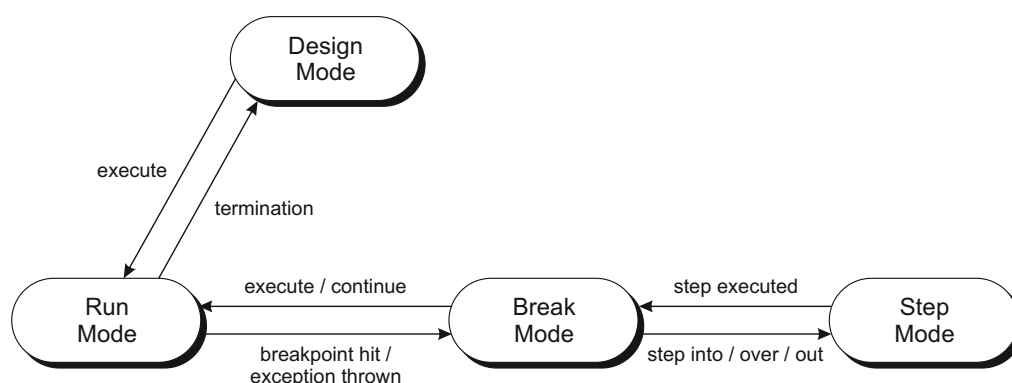 Design
Mode
execute
termination
Run
Mode
execute / continue
breakpoint hit /
exception thrown
Break
Mode
step executed
step into / over / out
Step
Mode